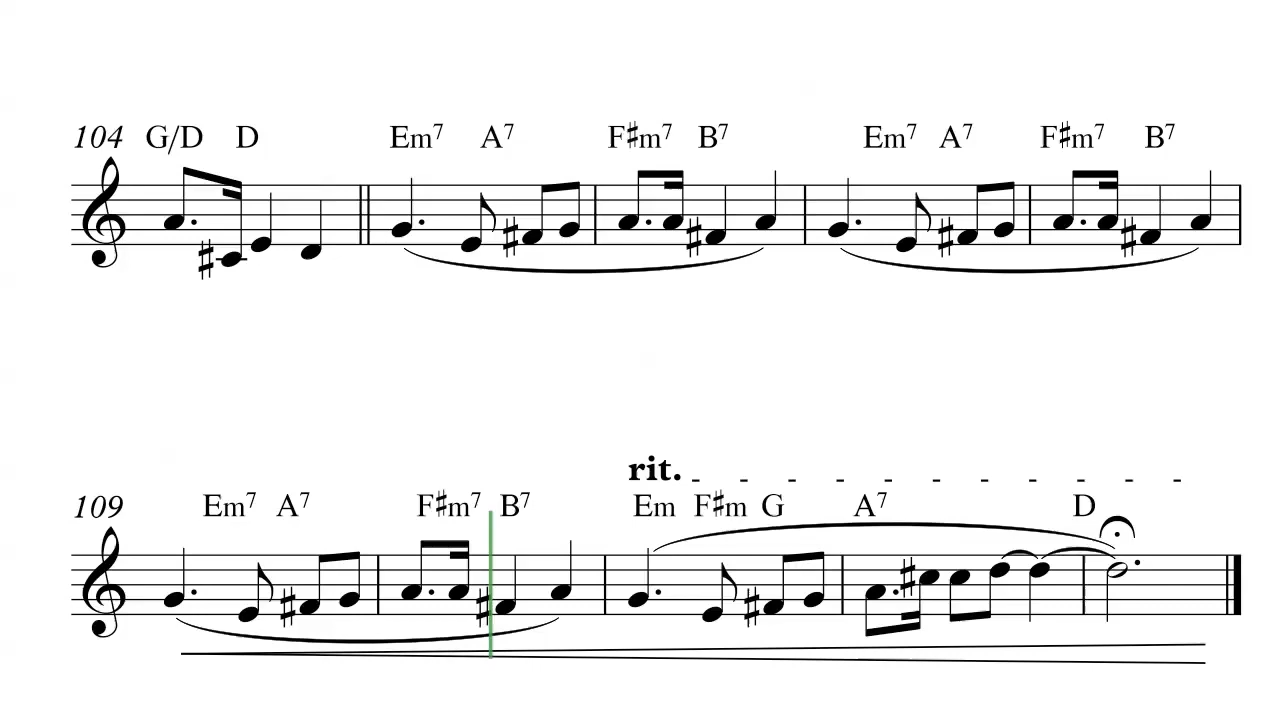 104 G/D D Em7 A7 F♯m7 B7 Em7 A7 F♯m7 B7
rit.
109 Em7 A7 F♯m7 B7 Em F♯m G A7 D